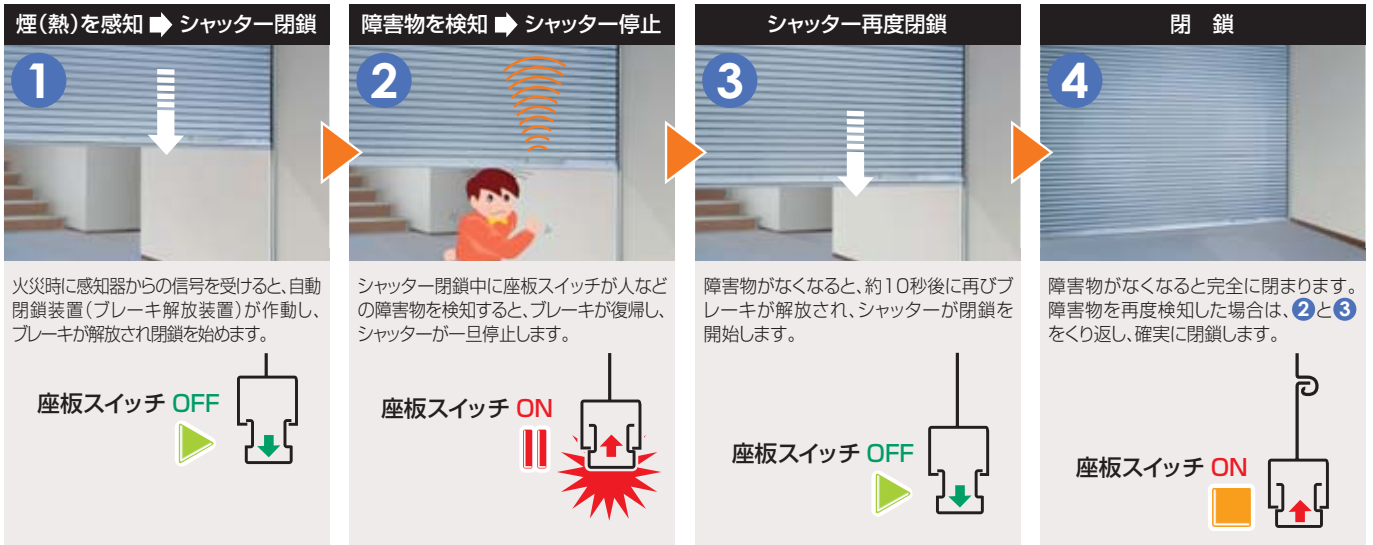 煙(熱)を感知➡シャッター閉鎖
1
火災時に感知器からの信号を受けると、自動
閉鎖装置(ブレーキ解放装置)が作動し、
ブレーキが解放され閉鎖を始めます。
座板スイッチ OFF
障害物を検知➡シャッター停止
2
シャッター閉鎖中に座板スイッチが人など
の障害物を検知すると、ブレーキが復帰し、
シャッターが一旦停止します。
座板スイッチ ON
シャッター再度閉鎖
3
障害物がなくなると、約10秒後に再びブ
レーキが解放され、シャッターが閉鎖を
開始します。
座板スイッチ OFF
閉 鎖
4
障害物がなくなると完全に閉まります。
障害物を再度検知した場合は、2と3
をくり返し、確実に閉鎖します。
座板スイッチ ON